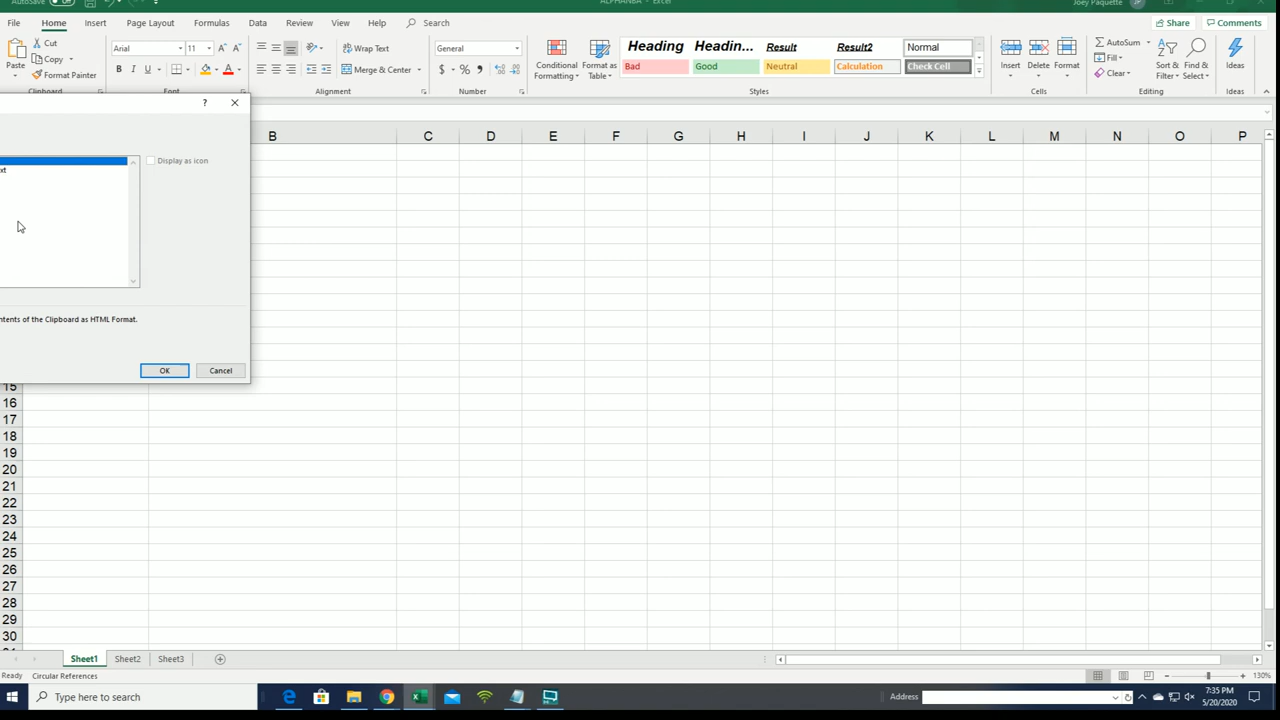 AutoSave Off ALPHANBA - Excel Joey Paquette JP
File Home Insert Page Layout Formulas Data Review View Help Search Share Comments
Paste Cut Copy Format Painter Clipboard
Arial 11 A A B I U A Font
Wrap Text Merge & Center Alignment
General $ % Number
Conditional Formatting Format as Table
Heading Headin... Result Result2 Normal
Bad Good Neutral Calculation Check Cell
Styles
Insert Delete Format Cells
AutoSum Fill Clear Sort & Filter Find & Select Editing
Ideas Ideas
? ×
B C D E F G H I J K L M N O P
Display as icon
xt
ntents of the Clipboard as HTML Format.
OK Cancel
15
16
17
18
19
20
21
22
23
24
25
26
27
28
29
30
Sheet1 Sheet2 Sheet3
Ready Circular References 130%
Type here to search Address 7:35 PM
5/20/2020